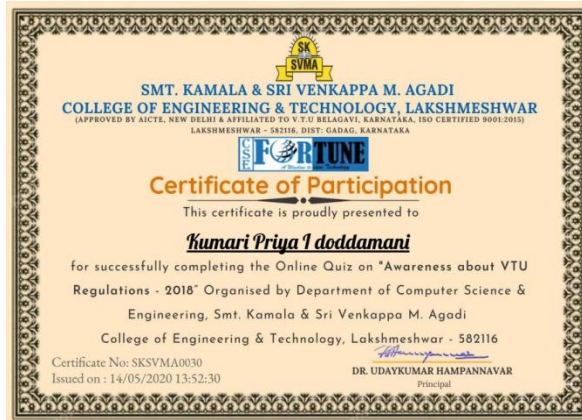 SK
SVMA
SMT. KAMALA & SRI VENKAPPA M. AGADI
COLLEGE OF ENGINEERING & TECHNOLOGY, LAKSHMESHWAR
(APPROVED BY AICTE, NEW DELHI & AFFILIATED TO V.T.U BELAGAVI, KARNATAKA, ISO CERTIFIED 9001:2015)
LAKSHMESHWAR - 582116, DIST: GADAG, KARNATAKA
CSE FORTUNE
A Window to
Technology
Certificate of Participation
This certificate is proudly presented to
Kumari Priya I doddamani
for successfully completing the Online Quiz on "Awareness about VTU
Regulations - 2018" Organised by Department of Computer Science &
Engineering, Smt. Kamala & Sri Venkappa M. Agadi
College of Engineering & Technology, Lakshmeshwar - 582116
Certificate No: SKSVMA0030
Issued on : 14/05/2020 13:52:30
DR. UDAYKUMAR HAMPANNAVAR
Principal